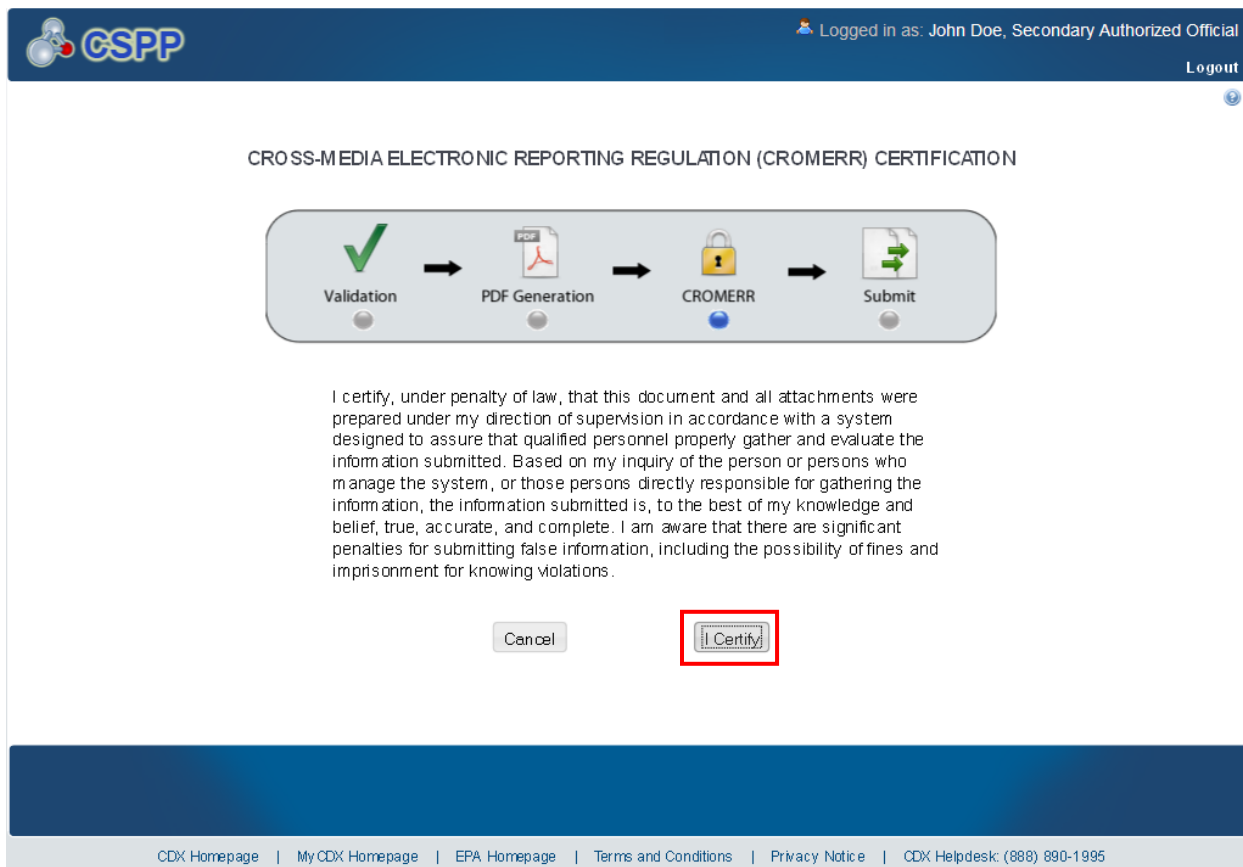 CSPP
Logged in as: John Doe, Secondary Authorized Official
Logout
?
CROSS-MEDIA ELECTRONIC REPORTING REGULATION (CROMERR) CERTIFICATION
PDF
Validation PDF Generation CROMERR Submit
I certify, under penalty of law, that this document and all attachments were
prepared under my direction of supervision in accordance with a system
designed to assure that qualified personnel properly gather and evaluate the
information submitted. Based on my inquiry of the person or persons who
manage the system, or those persons directly responsible for gathering the
information, the information submitted is, to the best of my knowledge and
belief, true, accurate, and complete. I am aware that there are significant
penalties for submitting false information, including the possibility of fines and
imprisonment for knowing violations.
Cancel I Certify
CDX Homepage | MyCDX Homepage | EPA Homepage | Terms and Conditions | Privacy Notice | CDX Helpdesk: (888) 890-1995